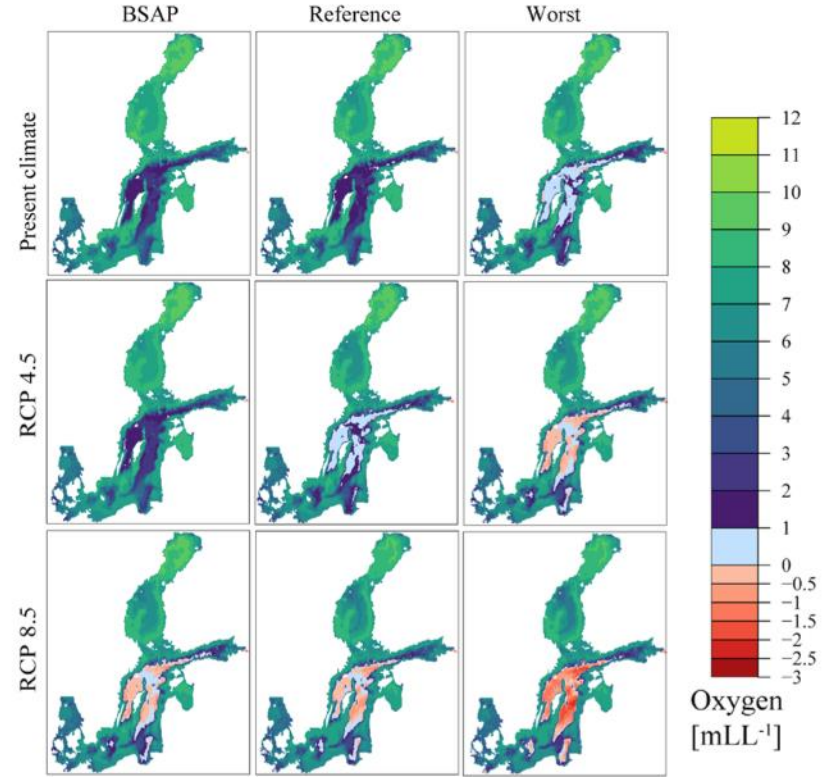 BSAP
Reference
Worst
Present climate
RCP 4.5
RCP 8.5
12
11
10
9
8
7
6
5
4
3
2
1
0
−0.5
−1
−1.5
−2
−2.5
−3
Oxygen
[mLL⁻¹]